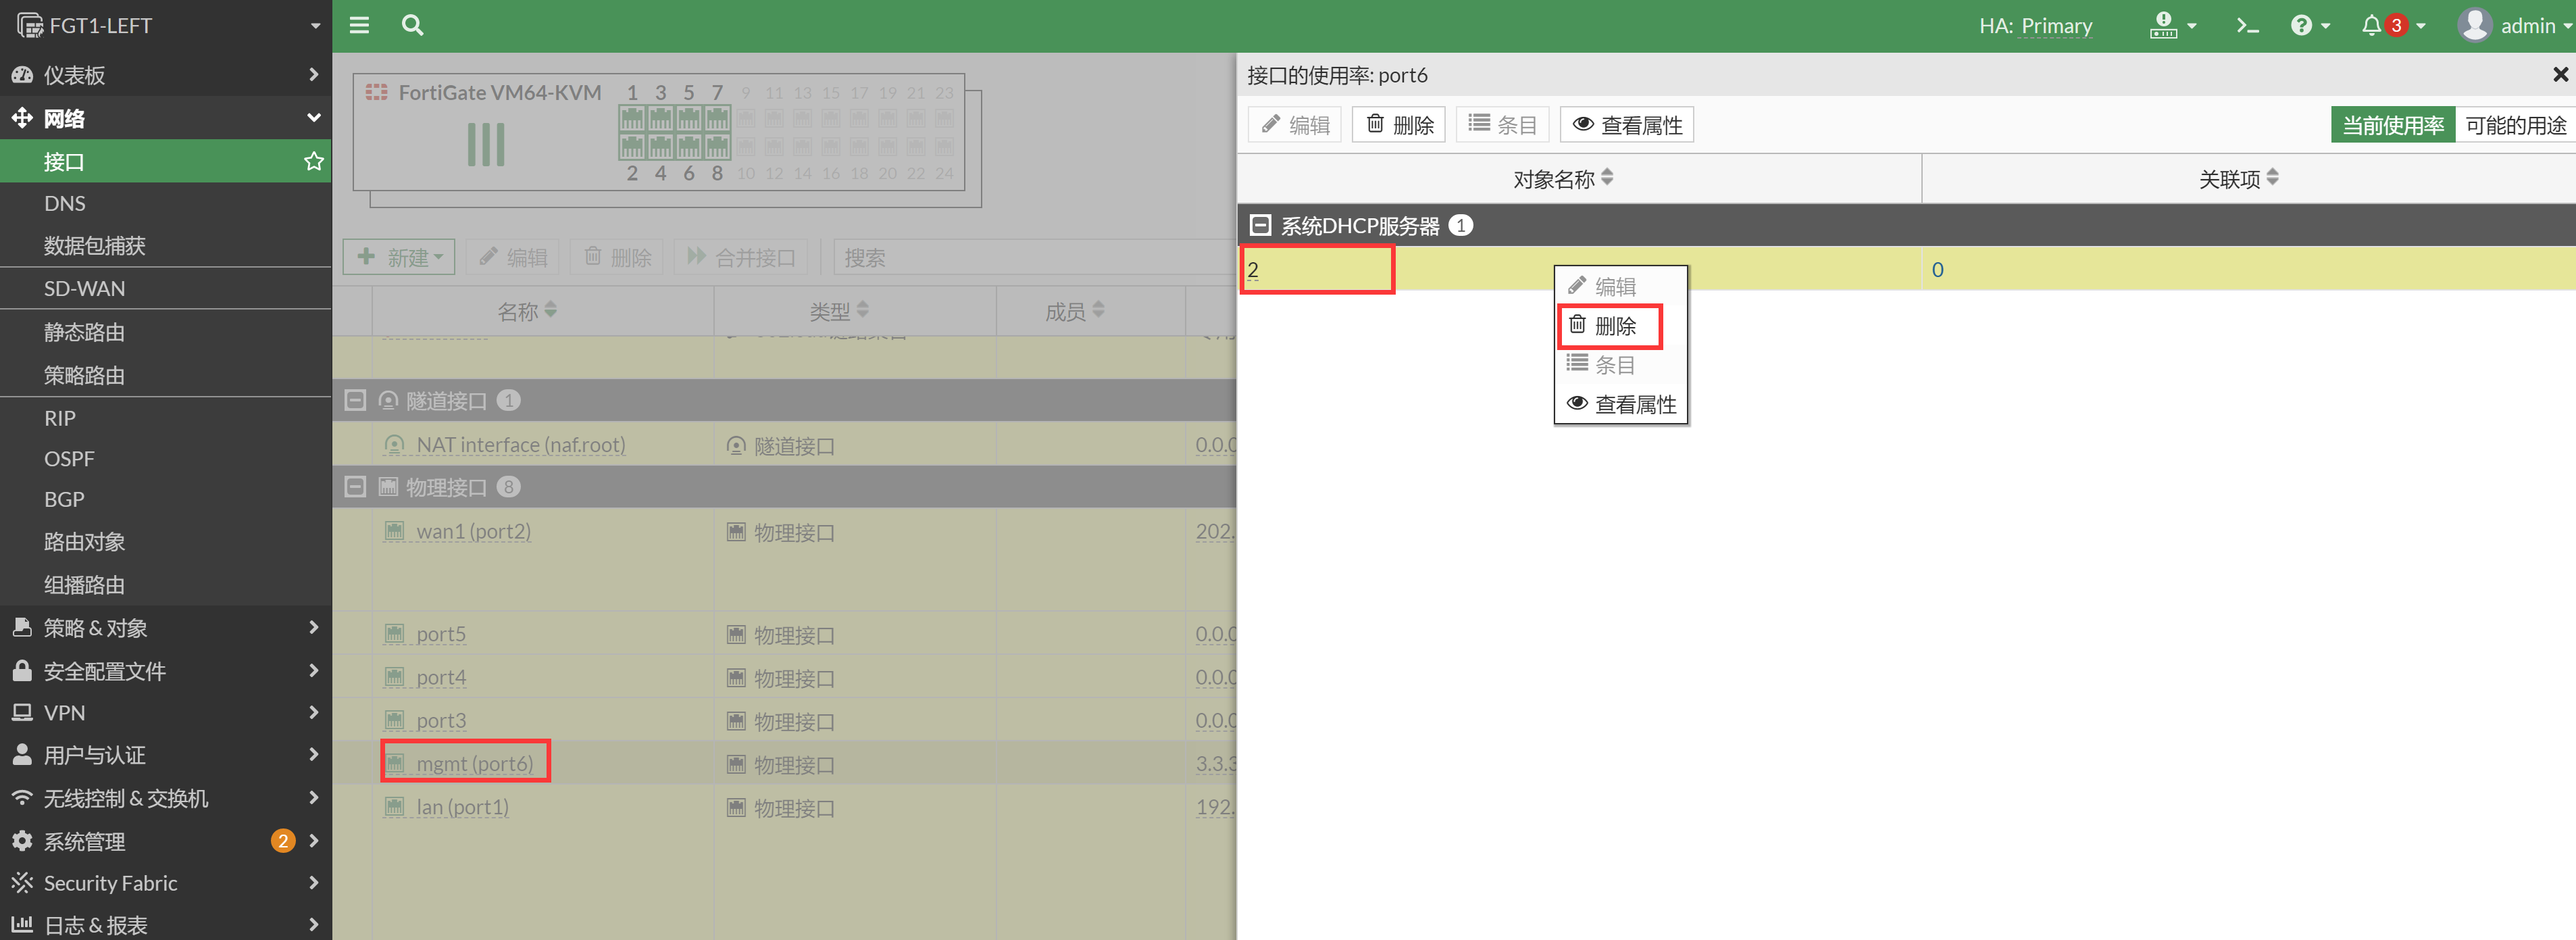 FGT1-LEFT
HA: Primary
3
admin
仪表板
网络
接口
DNS
数据包捕获
SD-WAN
静态路由
策略路由
RIP
OSPF
BGP
路由对象
组播路由
策略 & 对象
安全配置文件
VPN
用户与认证
无线控制 & 交换机
系统管理 2
Security Fabric
日志 & 报表
FortiGate VM64-KVM
1 3 5 7 9 11 13 15 17 19 21 23
2 4 6 8 10 12 14 16 18 20 22 24
新建 编辑 删除 合并接口 搜索
名称 类型 成员
隧道接口 1
NAT interface (naf.root) 隧道接口 0.0.0
物理接口 8
wan1 (port2) 物理接口 202.
port5 物理接口 0.0.0
port4 物理接口 0.0.0
port3 物理接口 0.0.0
mgmt (port6) 物理接口 3.3.3
lan (port1) 物理接口 192.
接口的使用率: port6
编辑 删除 条目 查看属性 当前使用率 可能的用途
对象名称 关联项
系统DHCP服务器 1
2 0
编辑
删除
条目
查看属性